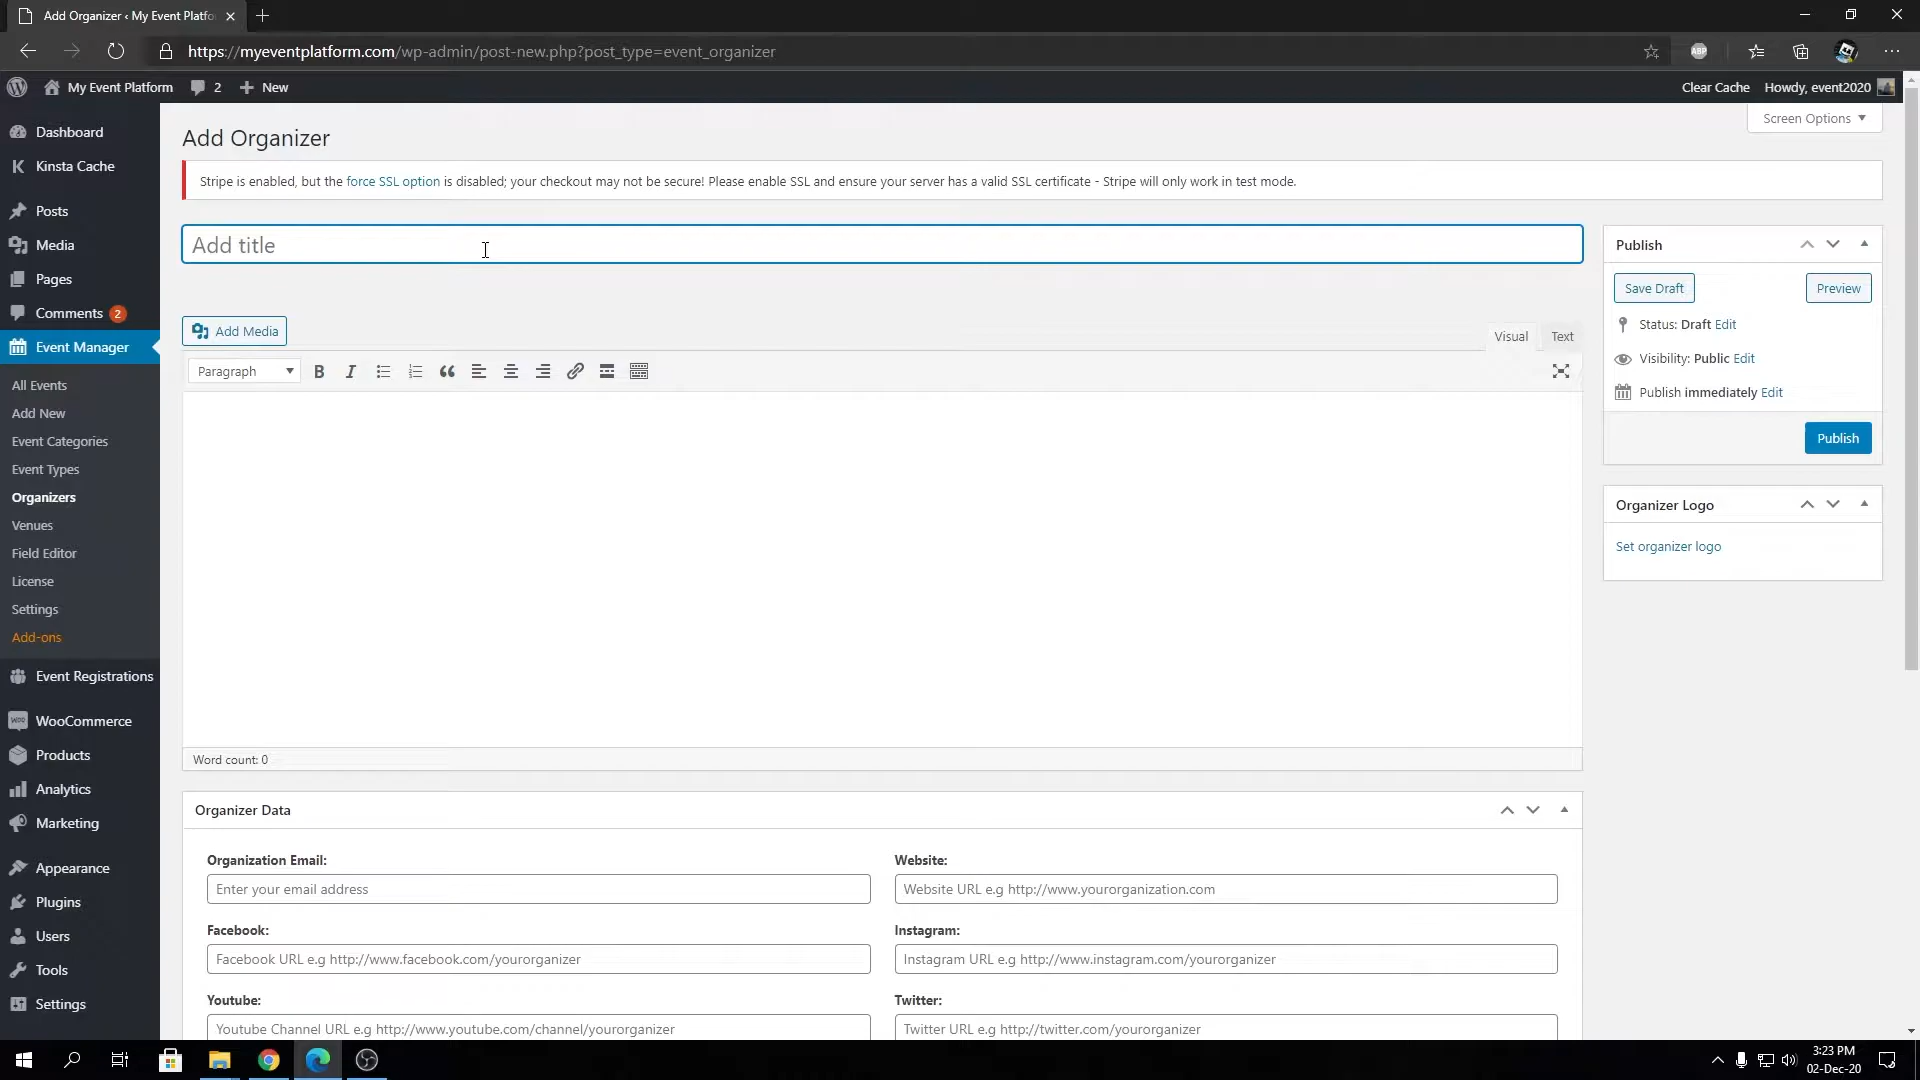 Add Organizer ‹ My Event Platfo
https://myeventplatform.com/wp-admin/post-new.php?post_type=event_organizer
ABP
My Event Platform
2
New
Clear Cache
Howdy, event2020
Dashboard
Kinsta Cache
Posts
Media
Pages
Comments 2
Event Manager
All Events
Add New
Event Categories
Event Types
Organizers
Venues
Field Editor
License
Settings
Add-ons
Event Registrations
WooCommerce
Products
Analytics
Marketing
Appearance
Plugins
Users
Tools
Settings
Screen Options
Add Organizer
Stripe is enabled, but the force SSL option is disabled; your checkout may not be secure! Please enable SSL and ensure your server has a valid SSL certificate - Stripe will only work in test mode.
Add title
Add Media
Visual
Text
Paragraph
Word count: 0
Organizer Data
Organization Email:
Enter your email address
Website:
Website URL e.g http://www.yourorganization.com
Facebook:
Facebook URL e.g http://www.facebook.com/yourorganizer
Instagram:
Instagram URL e.g http://www.instagram.com/yourorganizer
Youtube:
Youtube Channel URL e.g http://www.youtube.com/channel/yourorganizer
Twitter:
Twitter URL e.g http://twitter.com/yourorganizer
Publish
Save Draft
Preview
Status: Draft Edit
Visibility: Public Edit
Publish immediately Edit
Publish
Organizer Logo
Set organizer logo
3:23 PM
02-Dec-20